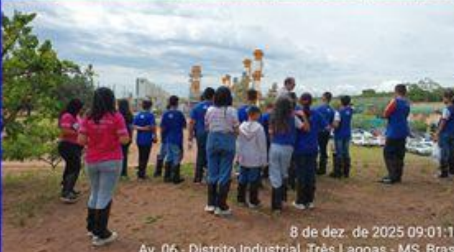 8 de dez. de 2025 09:01:1
Av. 06 - Distrito Industrial, Três Lagoas - MS, Bras